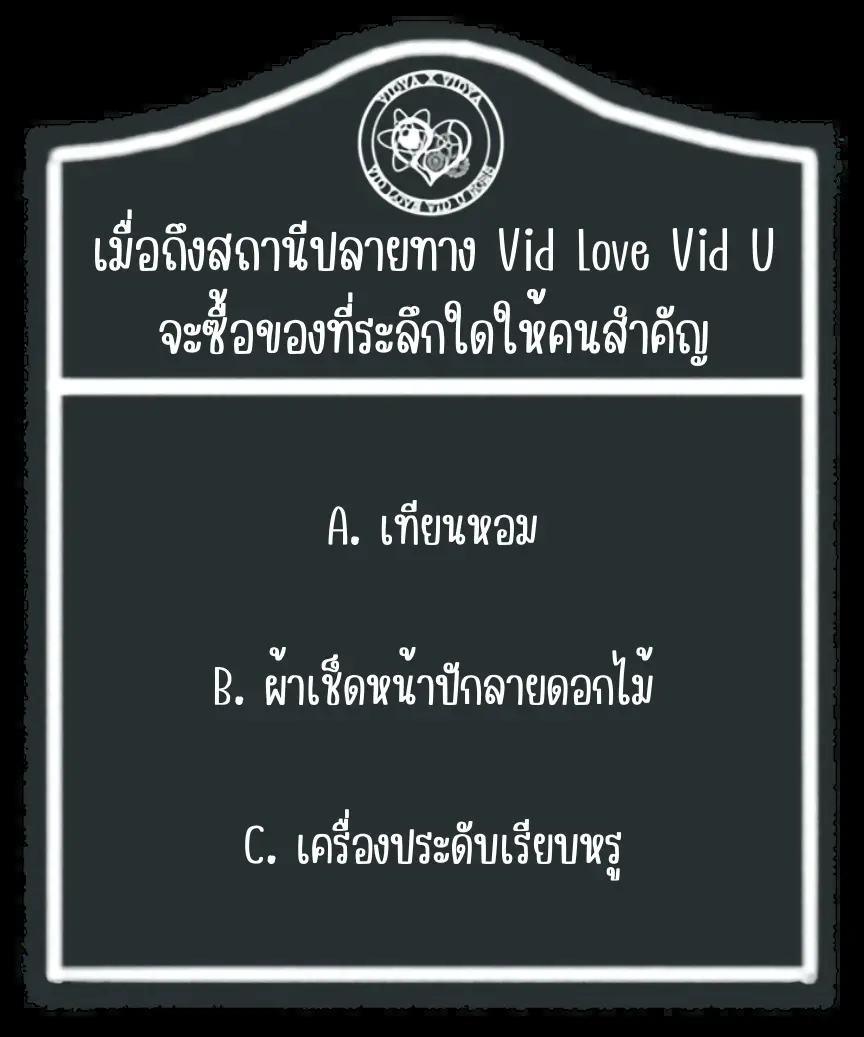 VIDYA X VIDYA
VID LOVE VID U
เมื่อถึงสถานีปลายทาง Vid Love Vid U
จะซื้อของที่ระลึกใดให้คนสำคัญ
A. เทียนหอม
B. ผ้าเช็ดหน้าปักลายดอกไม้
C. เครื่องประดับเรียบหรู